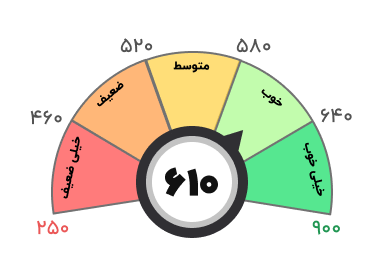 ۵۲۰
۵۸۰
متوسط
ضعیف
خوب
۴۶۰
۶۴۰
خیلی ضعیف
خیلی خوب
۶۱۰
۲۵۰
۹۰۰